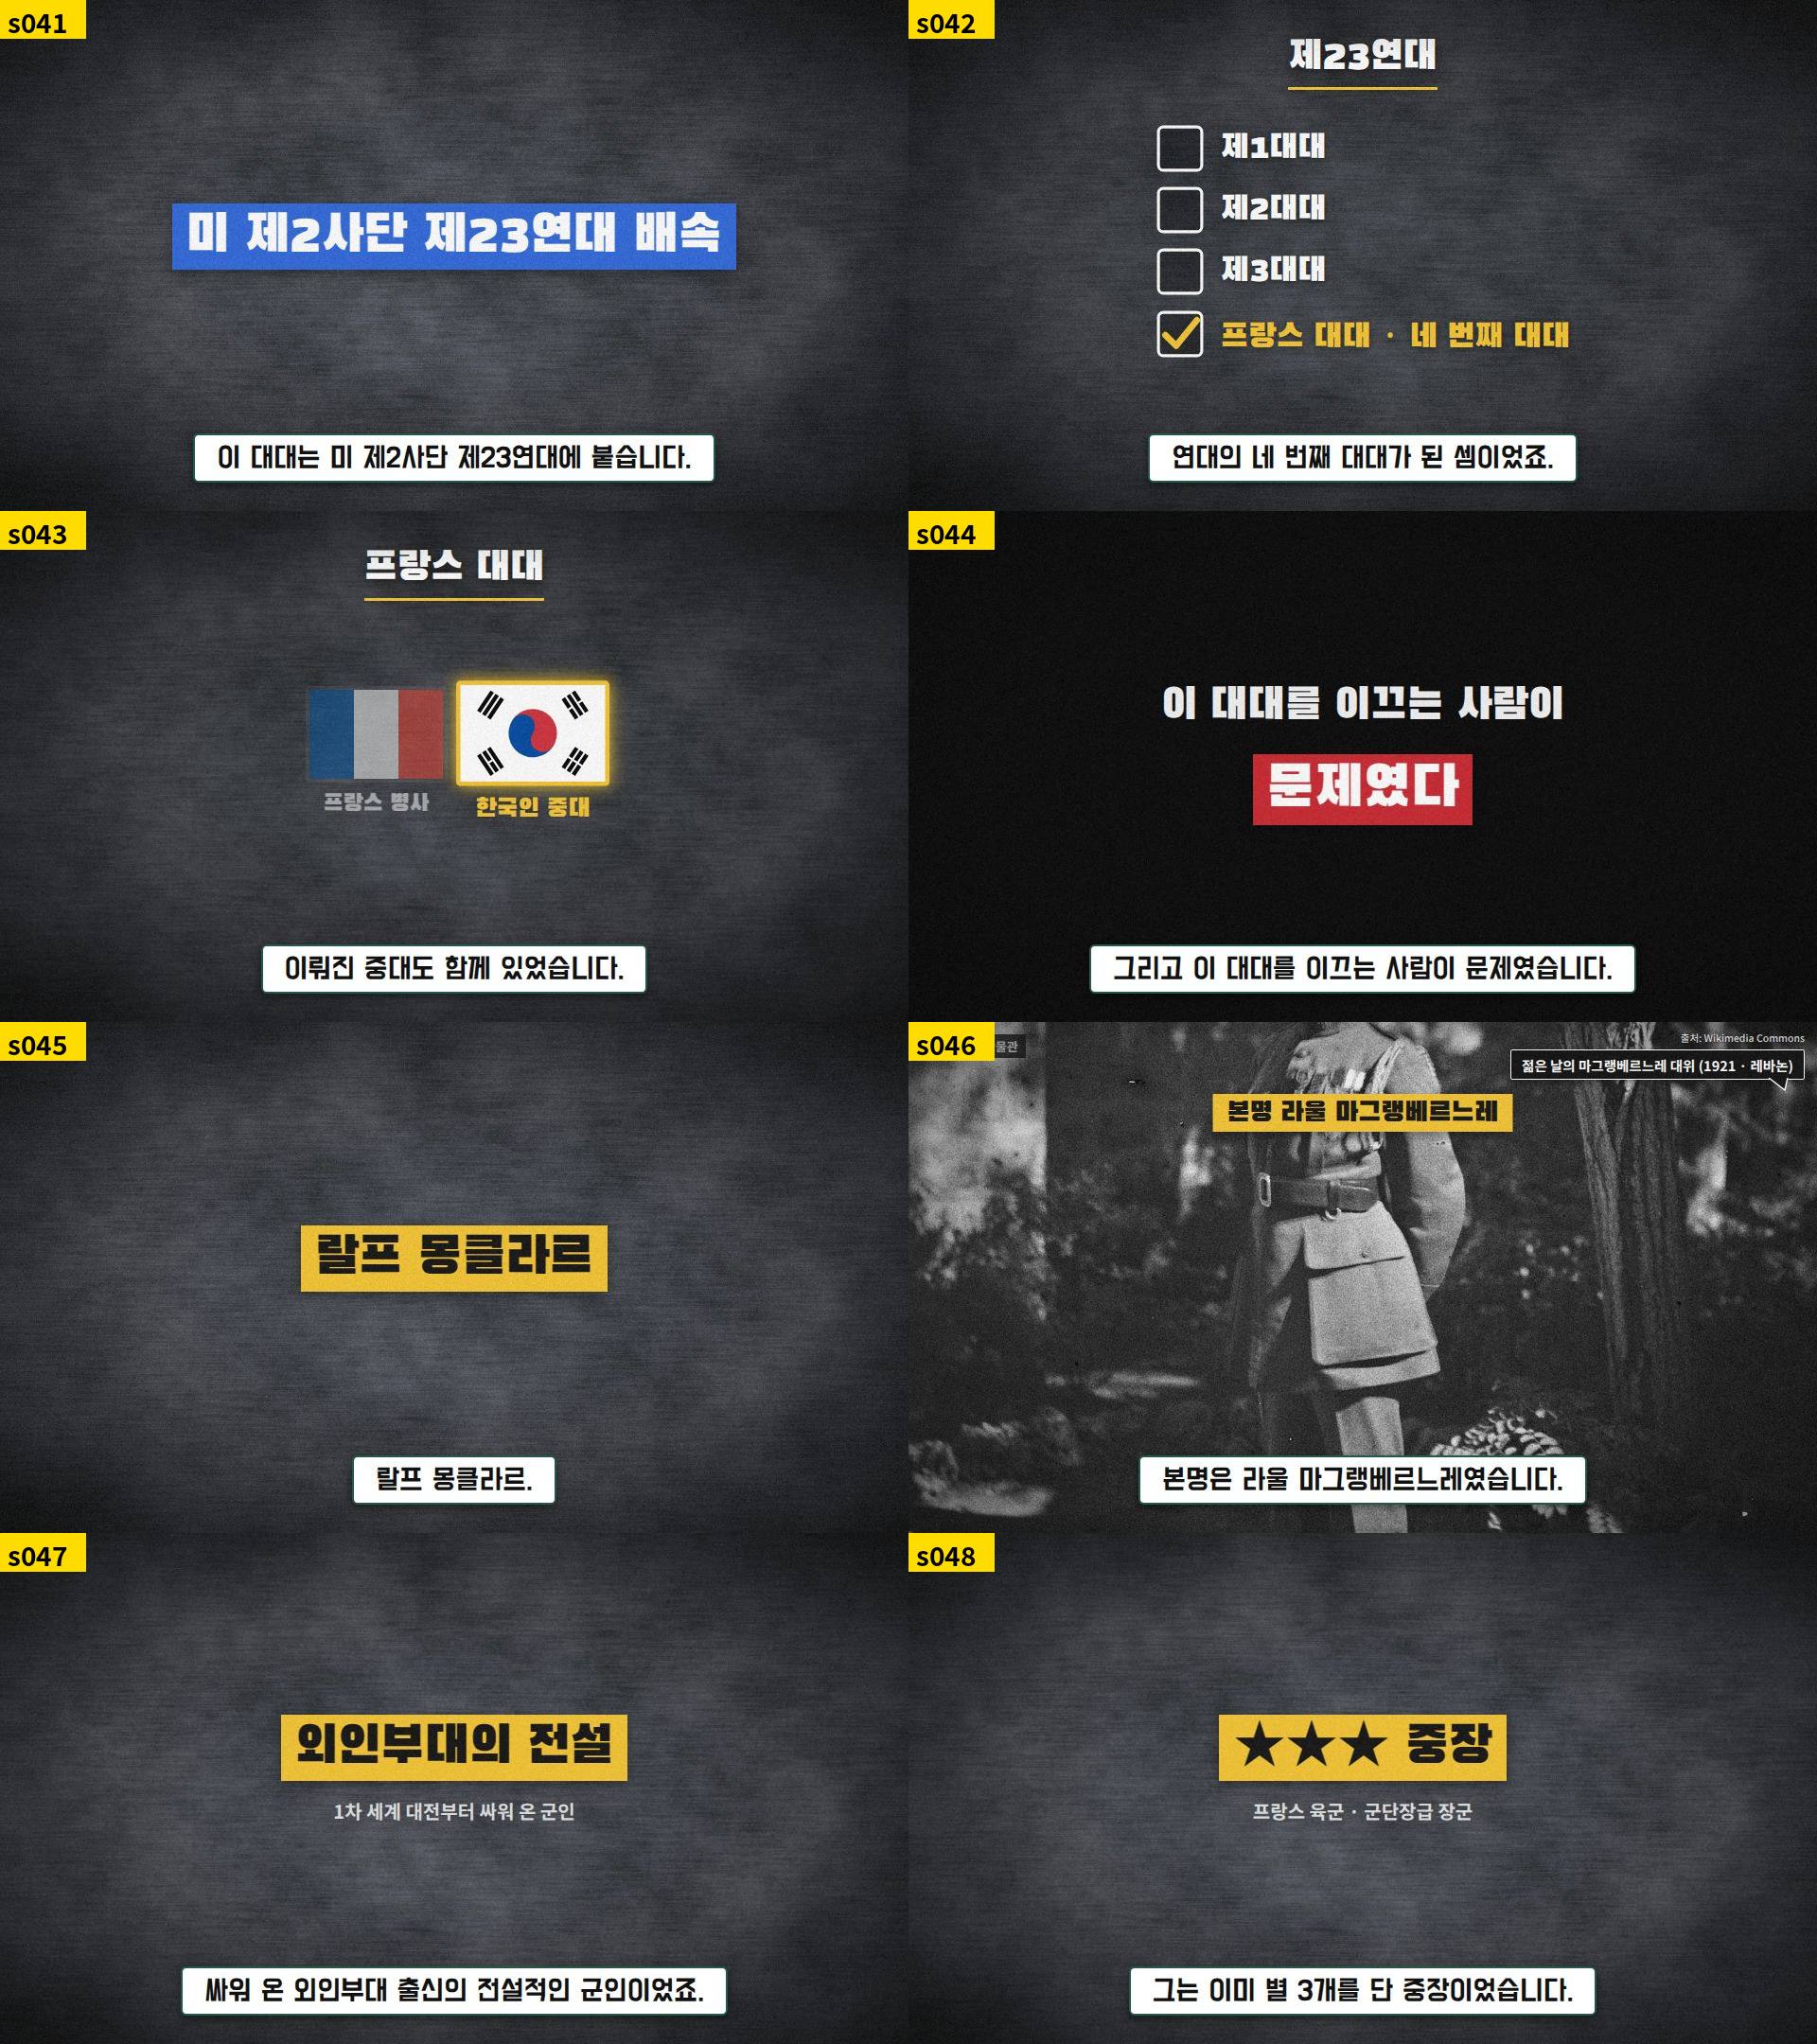 s041
미 제2사단 제23연대 배속
이 대대는 미 제2사단 제23연대에 붙습니다.
s042
제23연대
제1대대
제2대대
제3대대
프랑스 대대 · 네 번째 대대
연대의 네 번째 대대가 된 셈이었죠.
s043
프랑스 대대
프랑스 병사
한국인 중대
이뤄진 중대도 함께 있었습니다.
s044
이 대대를 이끄는 사람이
문제였다
그리고 이 대대를 이끄는 사람이 문제였습니다.
s045
랄프 몽클라르
랄프 몽클라르.
s046
물관
출처: Wikimedia Commons
젊은 날의 마그랭베르느레 대위 (1921 · 레바논)
본명 라울 마그랭베르느레
본명은 라울 마그랭베르느레였습니다.
s047
외인부대의 전설
1차 세계 대전부터 싸워 온 군인
싸워 온 외인부대 출신의 전설적인 군인이었죠.
s048
★★★ 중장
프랑스 육군 · 군단장급 장군
그는 이미 별 3개를 단 중장이었습니다.